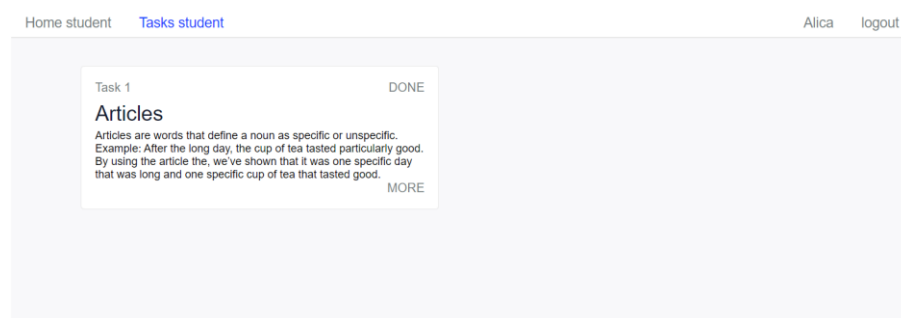 Home student Tasks student Alica logout
Task 1 DONE
Articles
Articles are words that define a noun as specific or unspecific.
Example: After the long day, the cup of tea tasted particularly good.
By using the article the, we've shown that it was one specific day
that was long and one specific cup of tea that tasted good.
MORE